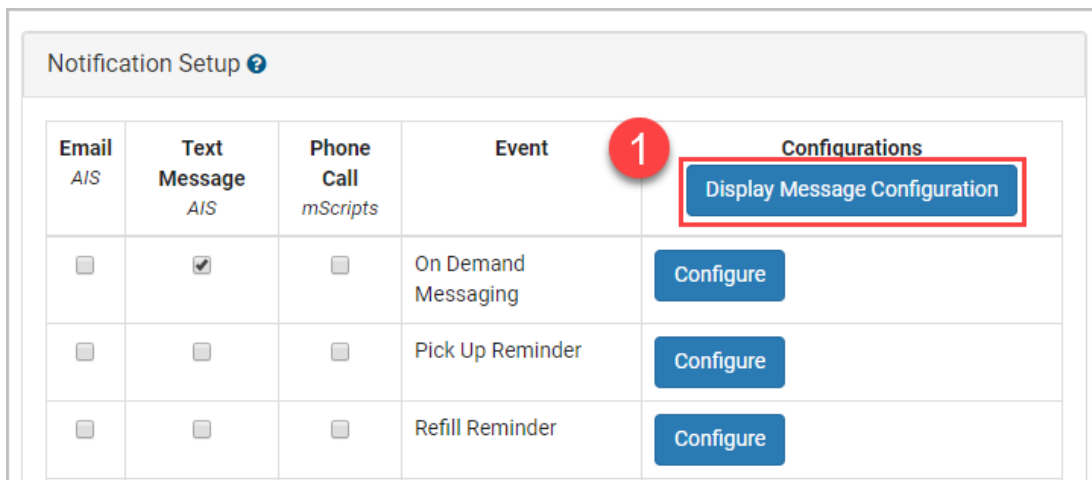 Notification Setup ?
Email
AIS
Text
Message
AIS
Phone
Call
mScripts
Event
1
Configurations
Display Message Configuration
On Demand
Messaging
Configure
Pick Up Reminder
Configure
Refill Reminder
Configure